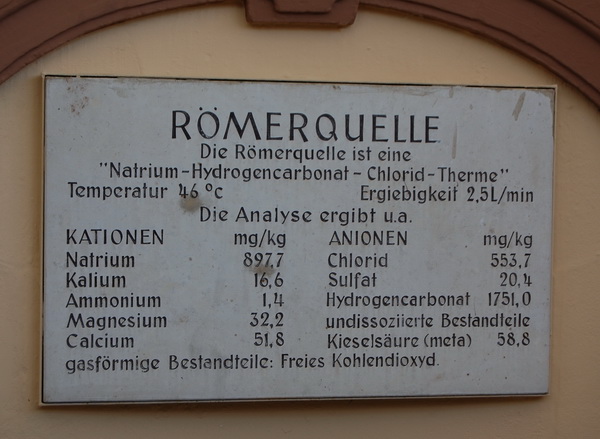 RÖMERQUELLE
Die Römerquelle ist eine
"Natrium-Hydrogencarbonat-Chlorid-Therme"
Temperatur 46 °C Ergiebigkeit 2,5L/min
Die Analyse ergibt u.a.
KATIONEN mg/kg ANIONEN mg/kg
Natrium 897,7 Chlorid 553,7
Kalium 16,6 Sulfat 20,4
Ammonium 1,4 Hydrogencarbonat 1751,0
Magnesium 32,2 undissoziierte Bestandteile
Calcium 51,8 Kieselsäure (meta) 58,8
gasförmige Bestandteile: Freies Kohlendioxyd.